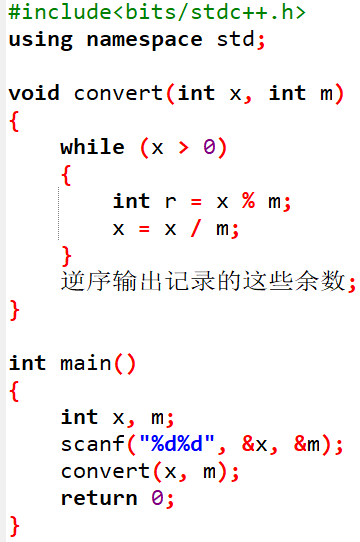 #include<bits/stdc++.h>
using namespace std;

void convert(int x, int m)
{
    while (x > 0)
    {
        int r = x % m;
        x = x / m;
    }
    逆序输出记录的这些余数;
}

int main()
{
    int x, m;
    scanf("%d%d", &x, &m);
    convert(x, m);
    return 0;
}